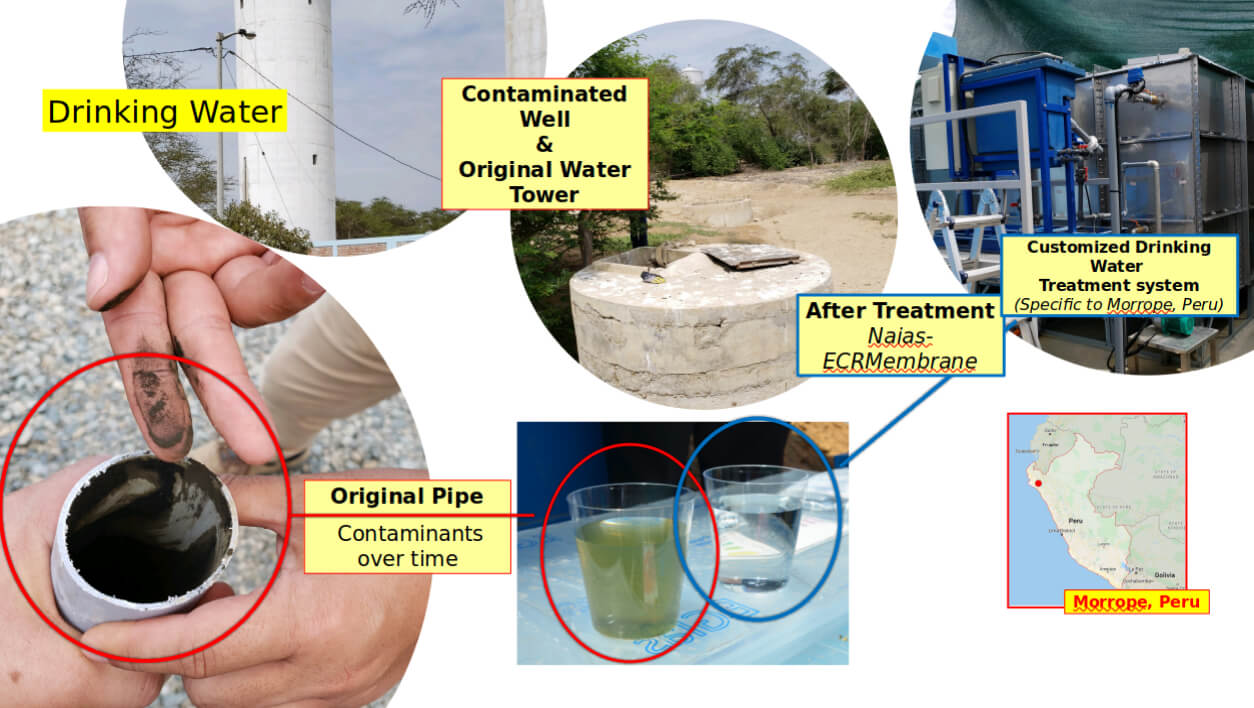 Drinking Water
Contaminated
Well
&
Original Water
Tower
Customized Drinking
Water
Treatment system
(Specific to Morrope, Peru)
After Treatment
Naias-
ECRMembrane
Original Pipe
Contaminants
over time
Peru
Bolivia
Morrope, Peru